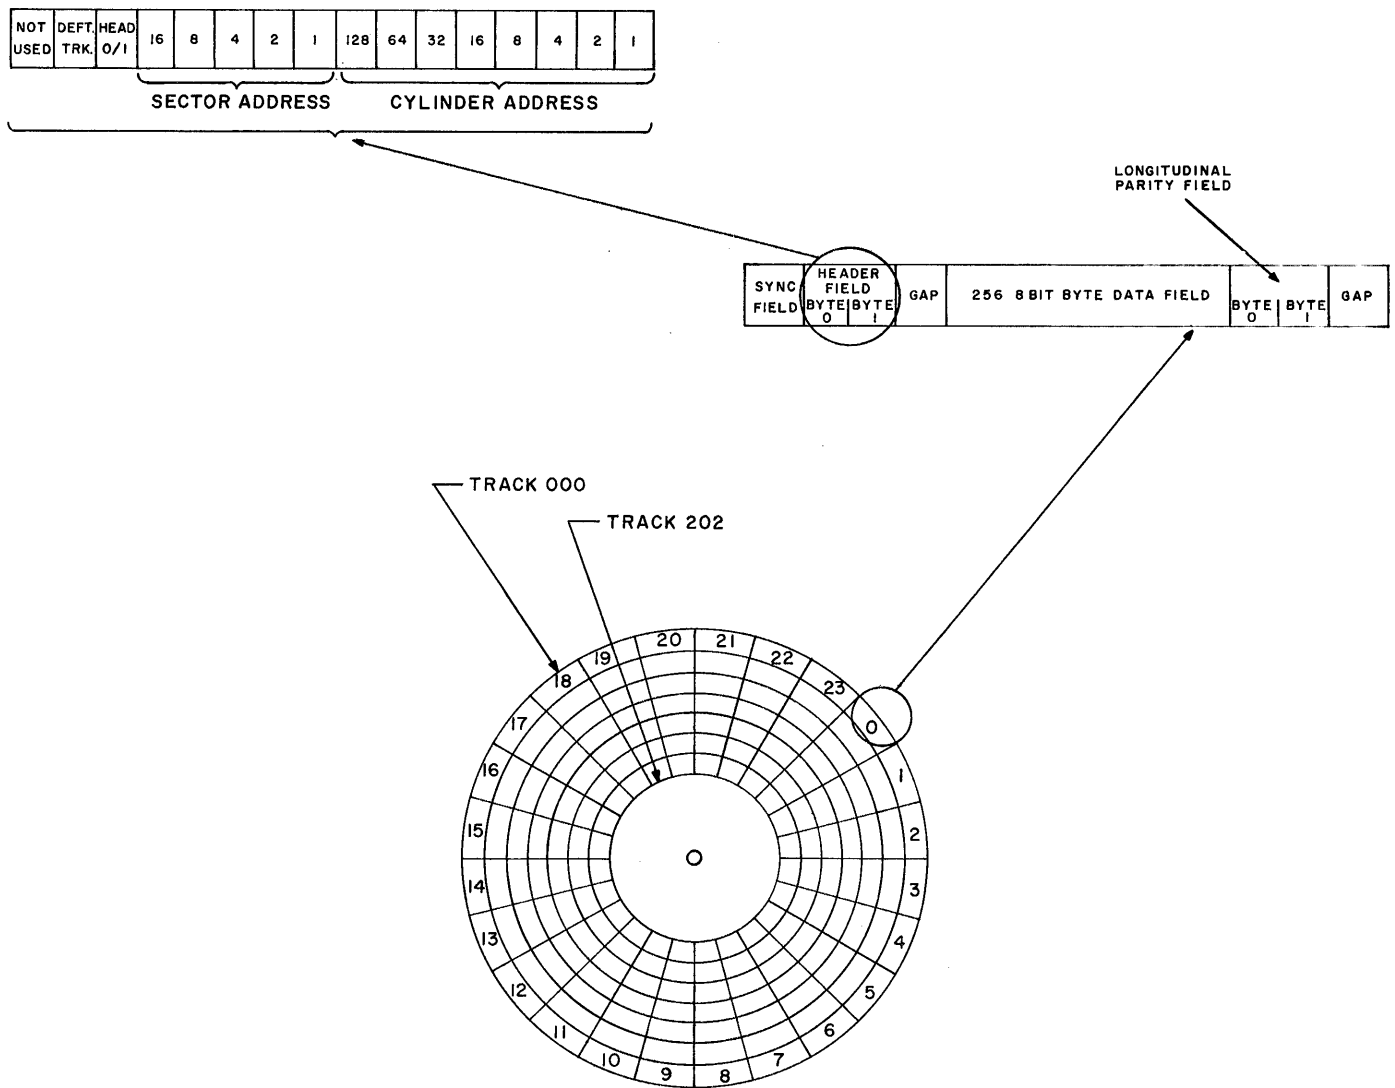 NOT USED
DEFT. TRK.
HEAD 0/1
16 8 4 2 1 128 64 32 16 8 4 2 1
SECTOR ADDRESS
CYLINDER ADDRESS
LONGITUDINAL
PARITY FIELD
SYNC
FIELD
HEADER
FIELD
BYTE 0
BYTE 1
GAP
256 8 BIT BYTE DATA FIELD
BYTE 0
BYTE 1
GAP
TRACK 000
TRACK 202
0
1
2
3
4
5
6
7
8
9
10
11
12
13
14
15
16
17
18
19
20
21
22
23